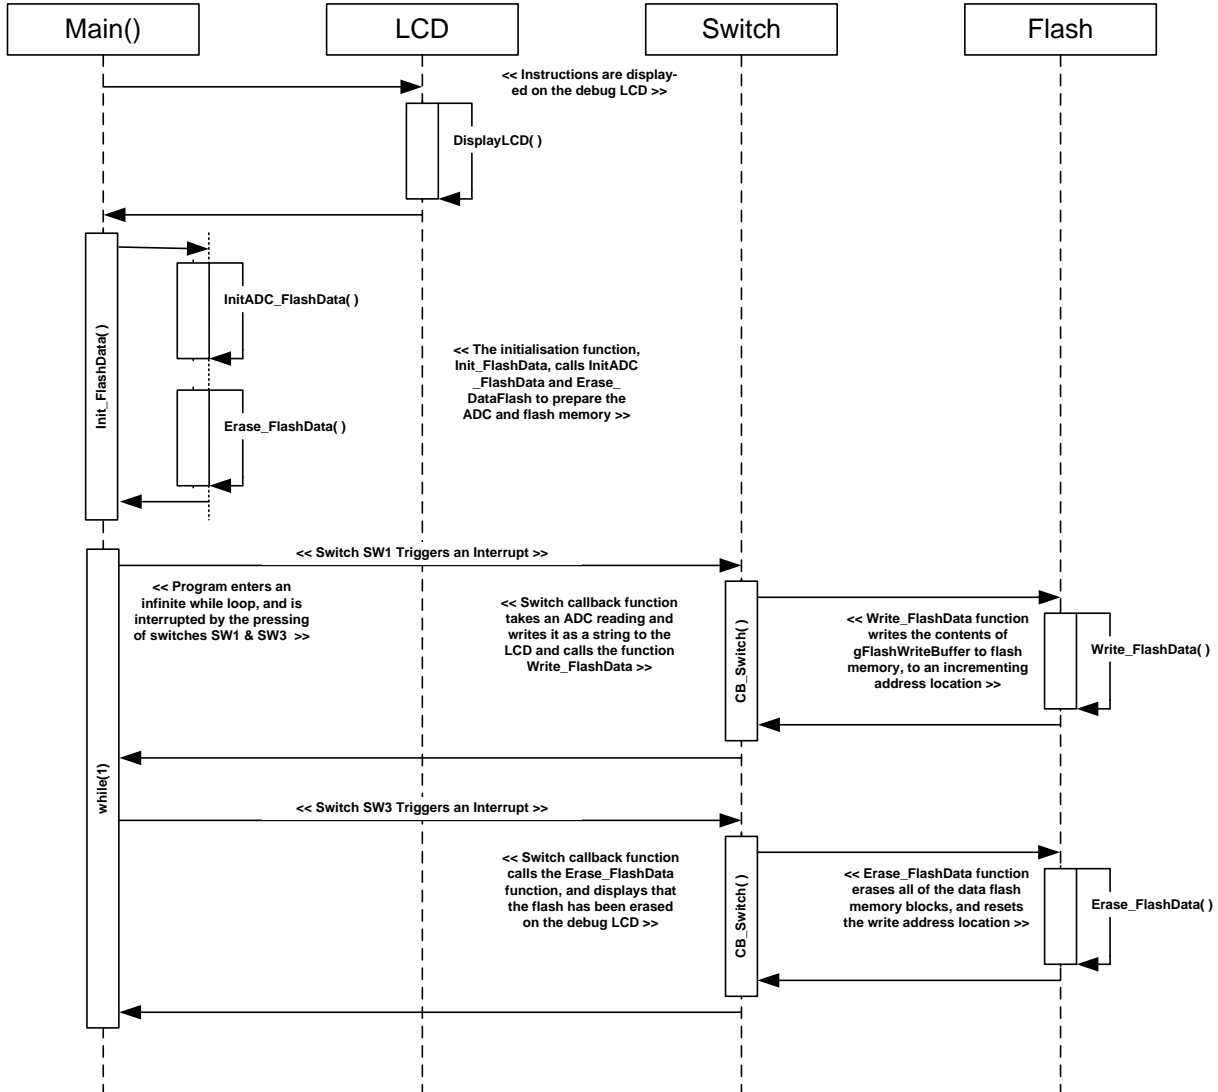 Main()
LCD
Switch
Flash
<< Instructions are display-
ed on the debug LCD >>
DisplayLCD( )
Init_FlashData( )
InitADC_FlashData( )
<< The initialisation function,
Init_FlashData, calls InitADC
_FlashData and Erase_
DataFlash to prepare the
ADC and flash memory >>
Erase_FlashData( )
while(1)
<< Switch SW1 Triggers an Interrupt >>
<< Program enters an
infinite while loop, and is
interrupted by the pressing
of switches SW1 & SW3  >>
<< Switch callback function
takes an ADC reading and
writes it as a string to the
LCD and calls the function
Write_FlashData >>
CB_Switch( )
<< Write_FlashData function
writes the contents of
gFlashWriteBuffer to flash
memory, to an incrementing
address location >>
Write_FlashData( )
<< Switch SW3 Triggers an Interrupt >>
<< Switch callback function
calls the Erase_FlashData
function, and displays that
the flash has been erased
on the debug LCD >>
CB_Switch( )
<< Erase_FlashData function
erases all of the data flash
memory blocks, and resets
the write address location >>
Erase_FlashData( )